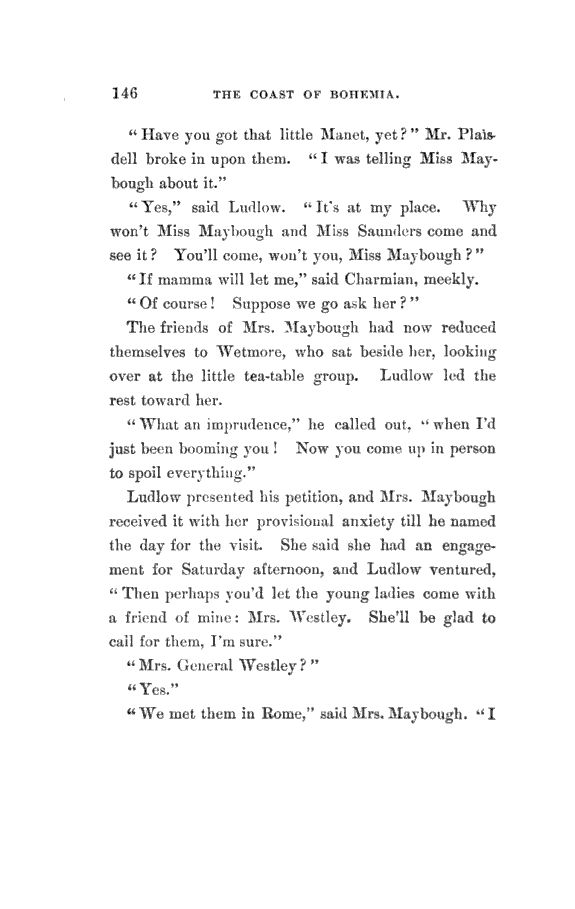 146 THE COAST OF BOHEMIA.
“Have you got that little Manet, yet?” Mr. Plais-
dell broke in upon them. “I was telling Miss May-
bough about it.”
“Yes,” said Ludlow. “It's at my place. Why
won't Miss Maybough and Miss Saunders come and
see it? You'll come, won't you, Miss Maybough?”
“If mamma will let me,” said Charmian, meekly.
“Of course! Suppose we go ask her?”
The friends of Mrs. Maybough had now reduced
themselves to Wetmore, who sat beside her, looking
over at the little tea-table group. Ludlow led the
rest toward her.
“What an imprudence,” he called out, “when I'd
just been booming you! Now you come up in person
to spoil everything.”
Ludlow presented his petition, and Mrs. Maybough
received it with her provisional anxiety till he named
the day for the visit. She said she had an engage-
ment for Saturday afternoon, and Ludlow ventured,
“Then perhaps you'd let the young ladies come with
a friend of mine: Mrs. Westley. She'll be glad to
call for them, I'm sure.”
“Mrs. General Westley?”
“Yes.”
“We met them in Rome,” said Mrs. Maybough. “I